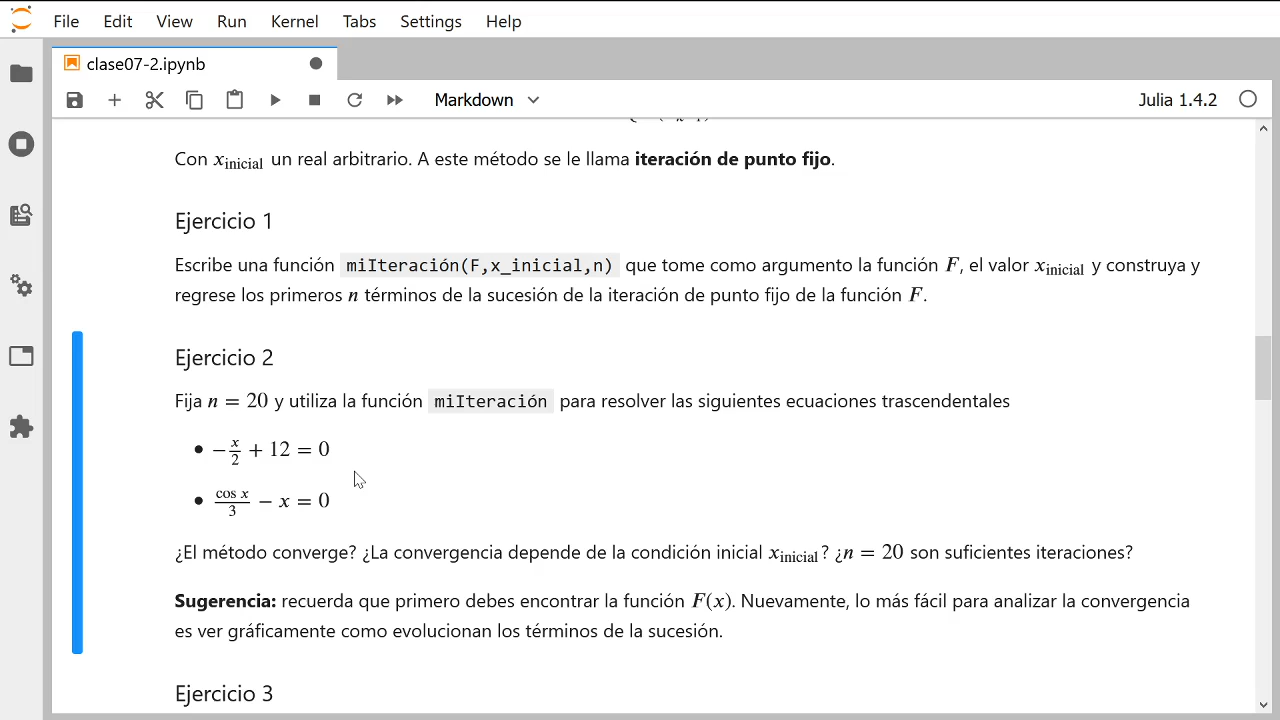 File Edit View Run Kernel Tabs Settings Help
clase07-2.ipynb
Markdown
Julia 1.4.2
Con x_inicial un real arbitrario. A este método se le llama iteración de punto fijo.
Ejercicio 1
Escribe una función miIteración(F,x_inicial,n) que tome como argumento la función F, el valor x_inicial y construya y
regrese los primeros n términos de la sucesión de la iteración de punto fijo de la función F.
Ejercicio 2
Fija n = 20 y utiliza la función miIteración para resolver las siguientes ecuaciones trascendentales
• −x/2 + 12 = 0
• cos x/3 − x = 0
¿El método converge? ¿La convergencia depende de la condición inicial x_inicial? ¿n = 20 son suficientes iteraciones?
Sugerencia: recuerda que primero debes encontrar la función F(x). Nuevamente, lo más fácil para analizar la convergencia
es ver gráficamente como evolucionan los términos de la sucesión.
Ejercicio 3